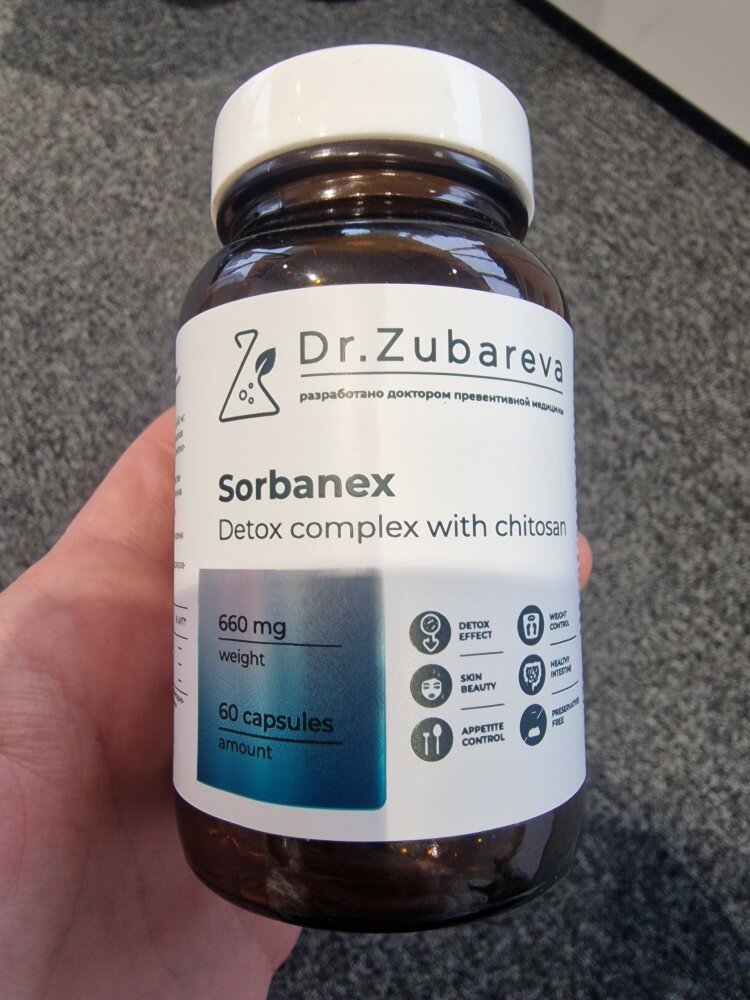 Dr.Zubareva
разработано доктором превентивной медицины
Sorbanex
Detox complex with chitosan
660 mg
weight
60 capsules
amount
DETOX
EFFECT
WEIGHT
CONTROL
SKIN
BEAUTY
HEALTHY
INTESTINE
APPETITE
CONTROL
PRESERVATIVES
FREE